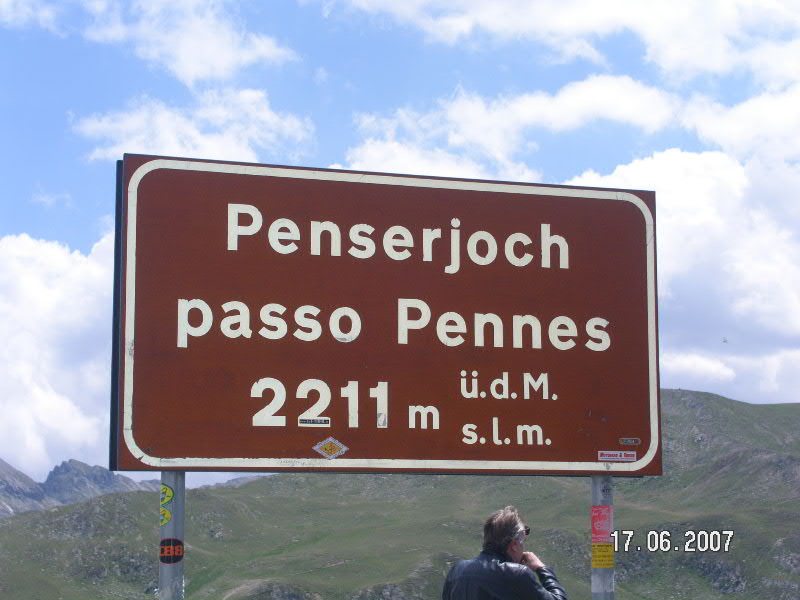 Penserjoch
passo Pennes
2211 m ü.d.M.
s.l.m.
17.06.2007